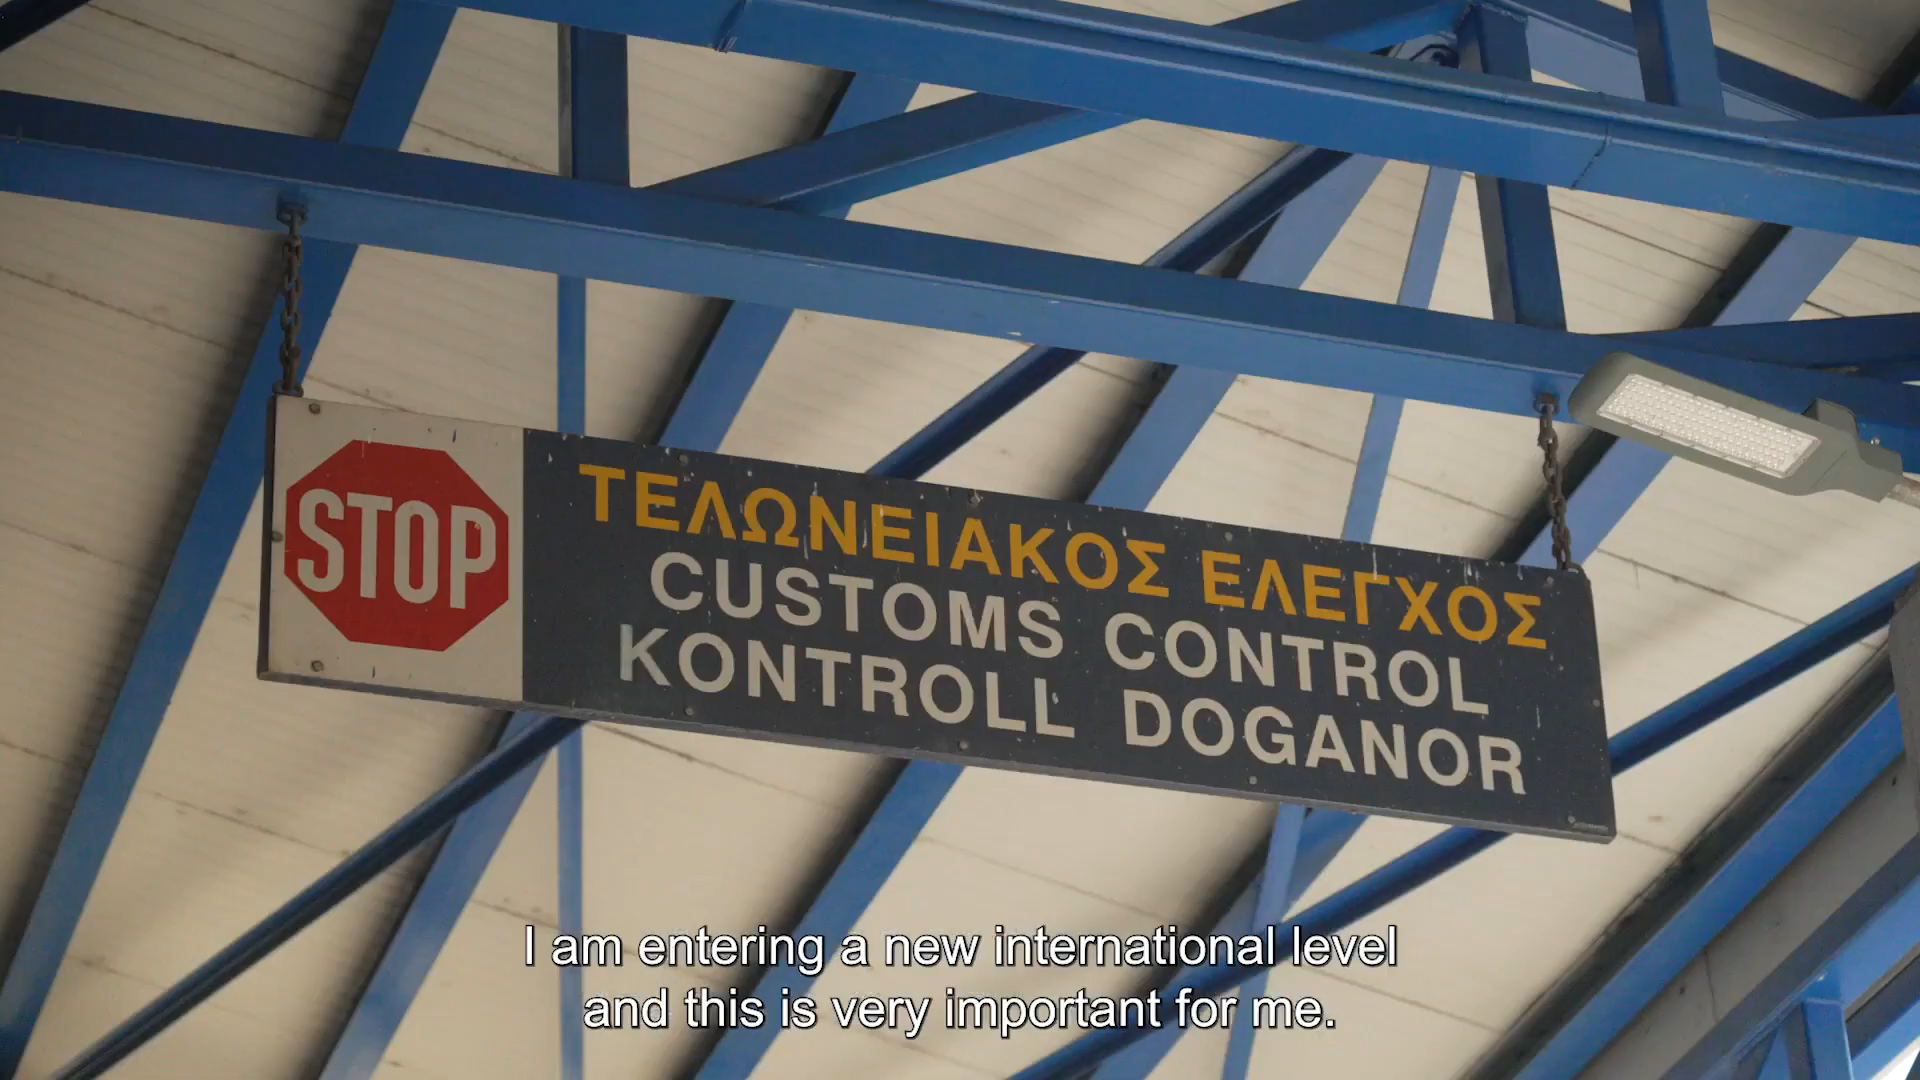 STOP
ΤΕΛΩΝΕΙΑΚΟΣ ΕΛΕΓΧΟΣ
CUSTOMS CONTROL
KONTROLL DOGANOR
I am entering a new international level
and this is very important for me.